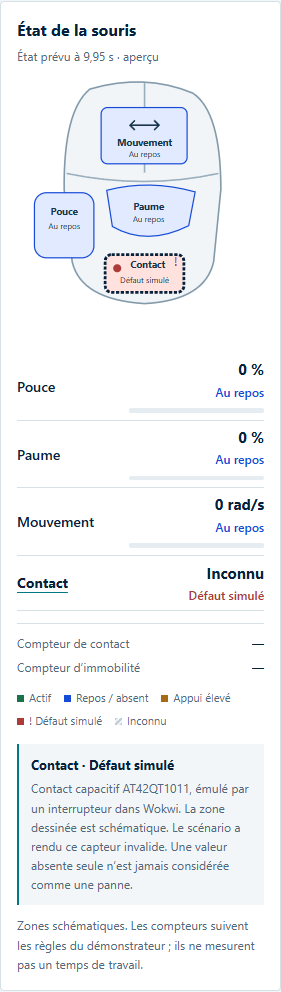 État de la souris
État prévu à 9,95 s · aperçu
Mouvement
Au repos
Pouce
Au repos
Paume
Au repos
Contact !
Défaut simulé
0 %
Pouce
Au repos
0 %
Paume
Au repos
0 rad/s
Mouvement
Au repos
Inconnu
Contact
Défaut simulé
Compteur de contact —
Compteur d’immobilité —
Actif Repos / absent Appui élevé
! Défaut simulé Inconnu
Contact · Défaut simulé
Contact capacitif AT42QT1011, émulé par
un interrupteur dans Wokwi. La zone
dessinée est schématique. Le scénario a
rendu ce capteur invalide. Une valeur
absente seule n’est jamais considérée
comme une panne.
Zones schématiques. Les compteurs suivent
les règles du démonstrateur ; ils ne mesurent
pas un temps de travail.